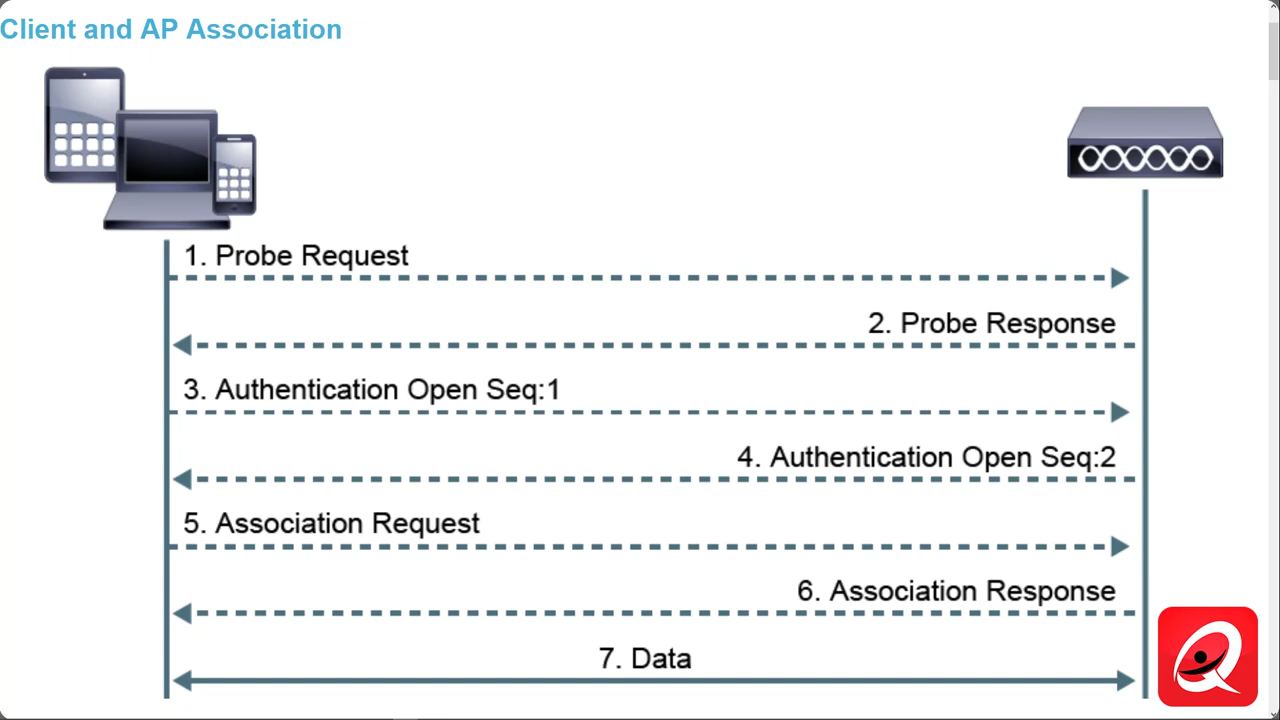 Client and AP Association
1. Probe Request
2. Probe Response
3. Authentication Open Seq:1
4. Authentication Open Seq:2
5. Association Request
6. Association Response
7. Data